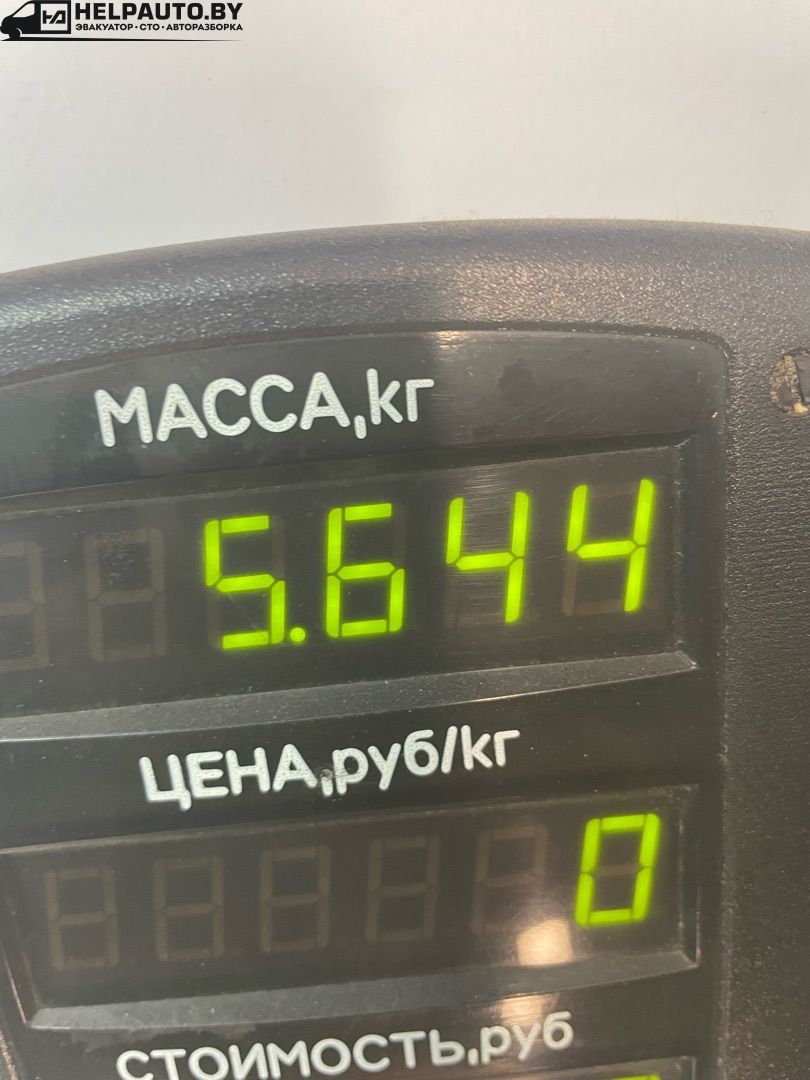 HELPAUTO.BY
ЭВАКУАТОР • СТО • АВТОРАЗБОРКА
МАССА,кг
5.644
ЦЕНА,руб/кг
0
СТОИМОСТЬ,руб